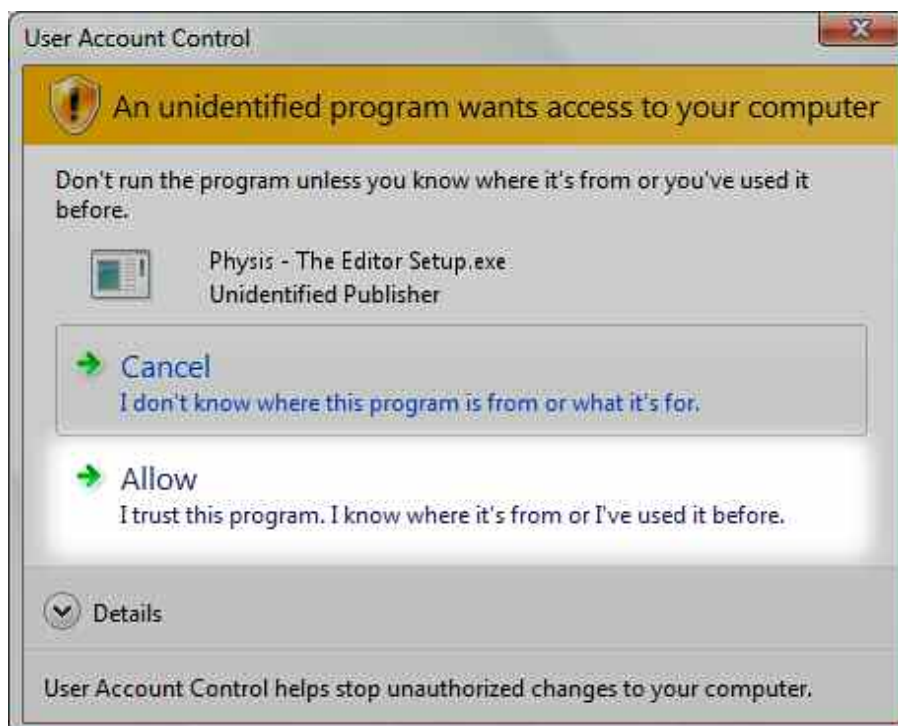 User Account Control
An unidentified program wants access to your computer
Don't run the program unless you know where it's from or you've used it
before.
Physis - The Editor Setup.exe
Unidentified Publisher
Cancel
I don't know where this program is from or what it's for.
Allow
I trust this program. I know where it's from or I've used it before.
Details
User Account Control helps stop unauthorized changes to your computer.